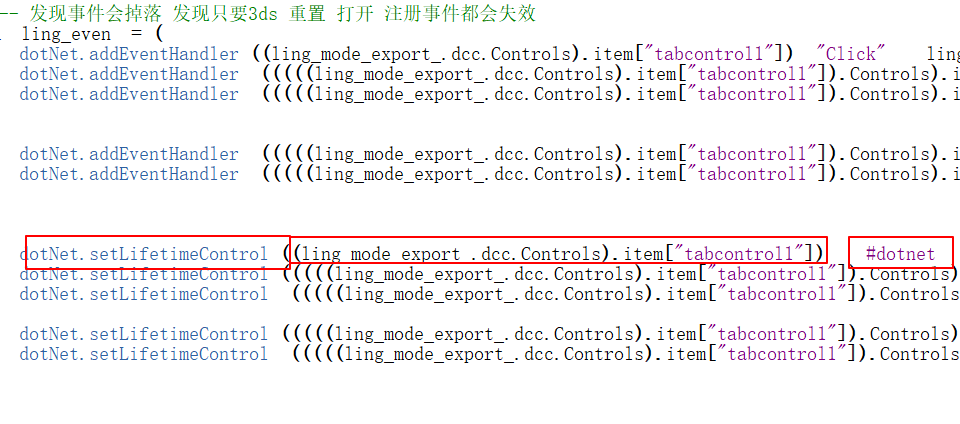 -- 发现事件会掉落 发现只要3ds 重置 打开 注册事件都会失效
ling_even = (
dotNet.addEventHandler ((ling_mode_export_.dcc.Controls).item["tabcontrol1"]) "Click" ling
dotNet.addEventHandler (((((ling_mode_export_.dcc.Controls).item["tabcontrol1"]).Controls).i
dotNet.addEventHandler (((((ling_mode_export_.dcc.Controls).item["tabcontrol1"]).Controls).i
dotNet.addEventHandler (((((ling_mode_export_.dcc.Controls).item["tabcontrol1"]).Controls).i
dotNet.addEventHandler (((((ling_mode_export_.dcc.Controls).item["tabcontrol1"]).Controls).i
dotNet.setLifetimeControl ((ling_mode_export_.dcc.Controls).item["tabcontrol1"]) #dotnet
dotNet.setLifetimeControl (((((ling_mode_export_.dcc.Controls).item["tabcontrol1"]).Controls)
dotNet.setLifetimeControl (((((ling_mode_export_.dcc.Controls).item["tabcontrol1"]).Controls
dotNet.setLifetimeControl (((((ling_mode_export_.dcc.Controls).item["tabcontrol1"]).Controls)
dotNet.setLifetimeControl (((((ling_mode_export_.dcc.Controls).item["tabcontrol1"]).Controls